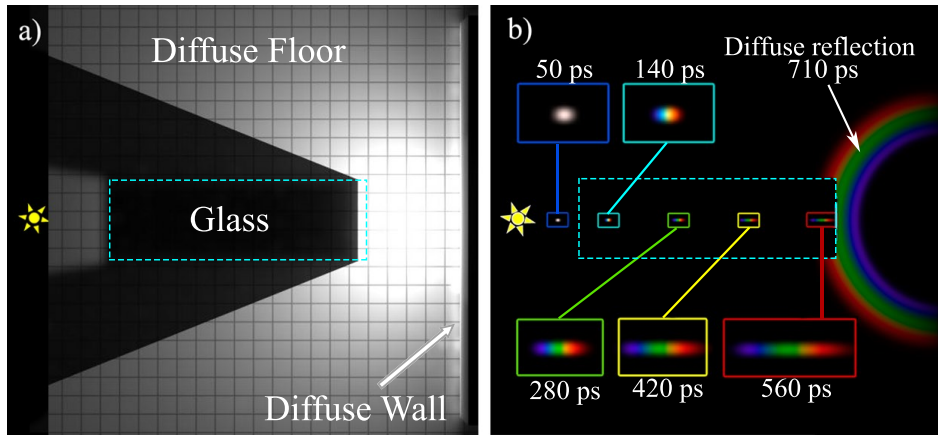 a)
Diffuse Floor
Glass
Diffuse Wall
b)
Diffuse reflection
710 ps
50 ps
140 ps
280 ps
420 ps
560 ps